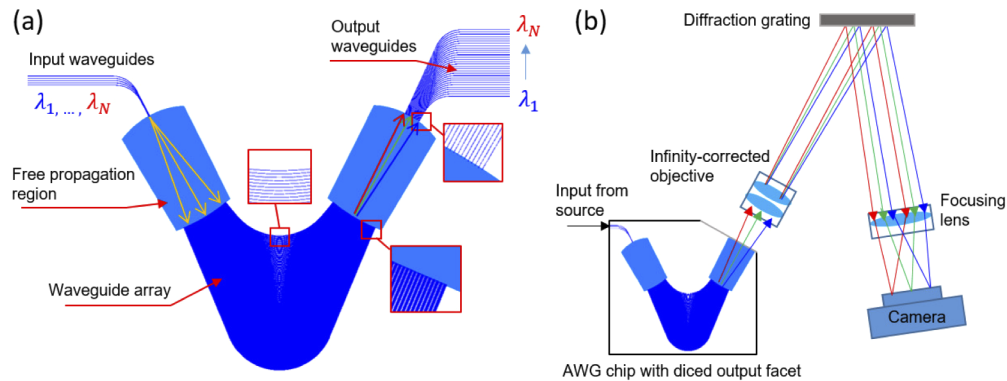 (a)
Input waveguides
λ1, ..., λN
Free propagation
region
Waveguide array
Output
waveguides
λN
λ1
(b)
Diffraction grating
Infinity-corrected
objective
Input from
source
Focusing
lens
Camera
AWG chip with diced output facet